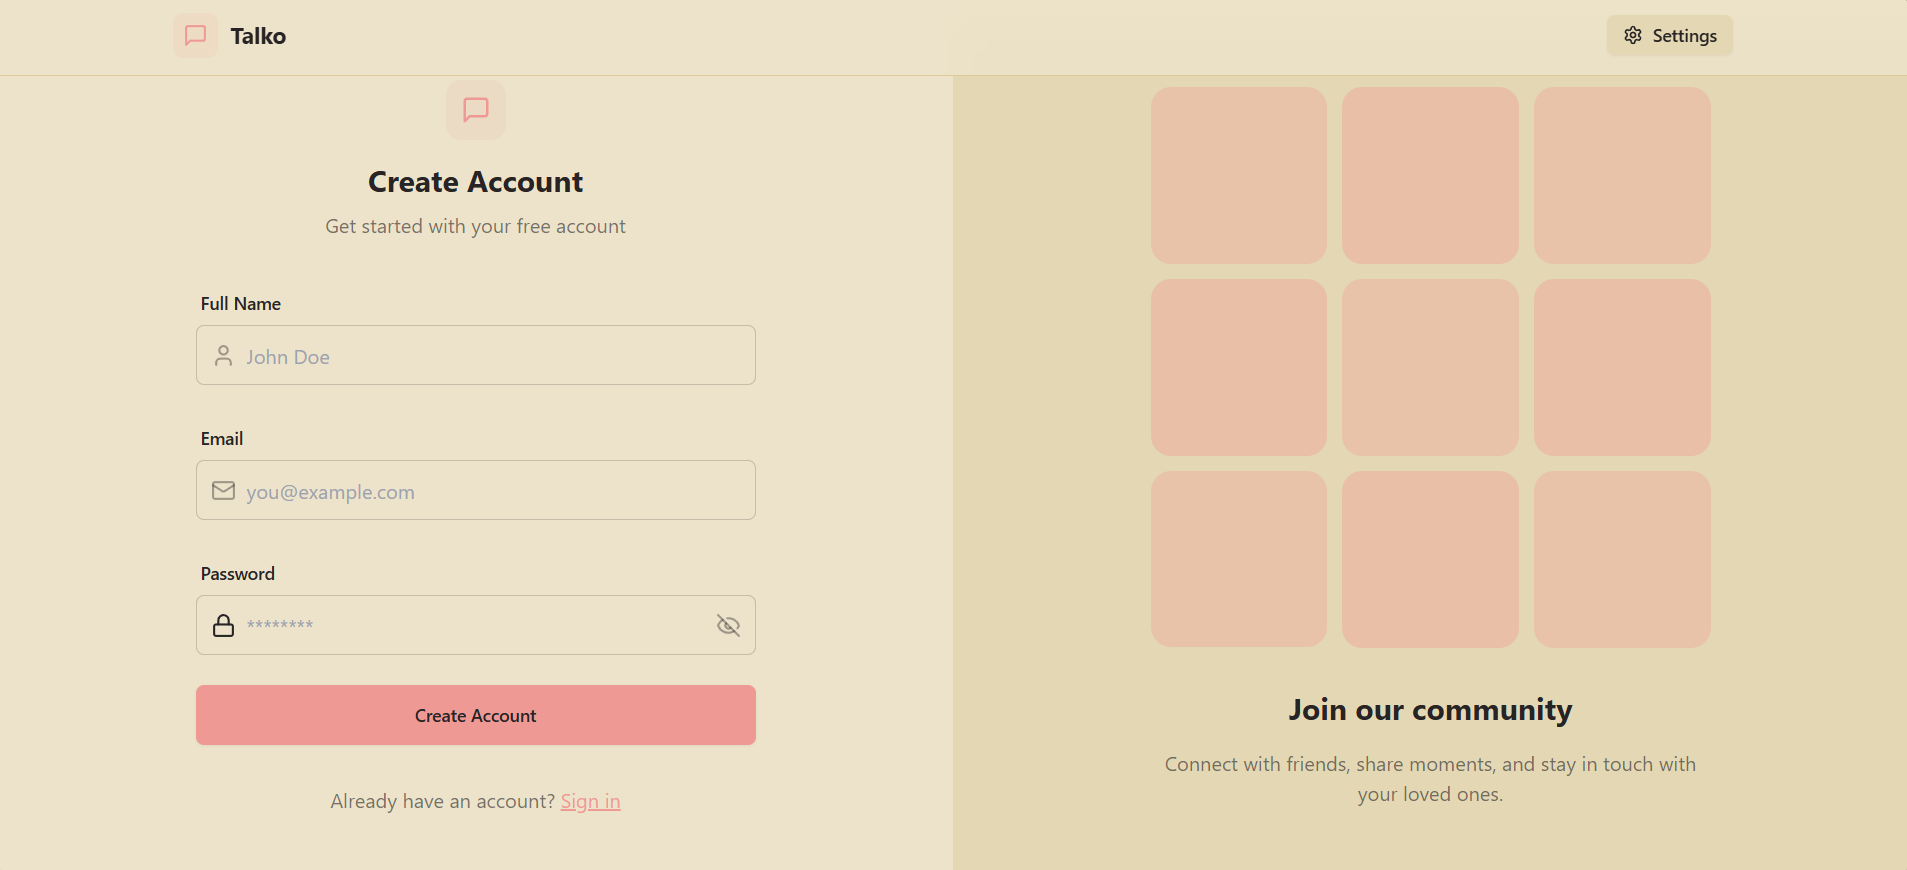 Talko
Settings
Create Account
Get started with your free account
Full Name
John Doe
Email
you@example.com
Password
********
Create Account
Already have an account? Sign in
Join our community
Connect with friends, share moments, and stay in touch with
your loved ones.